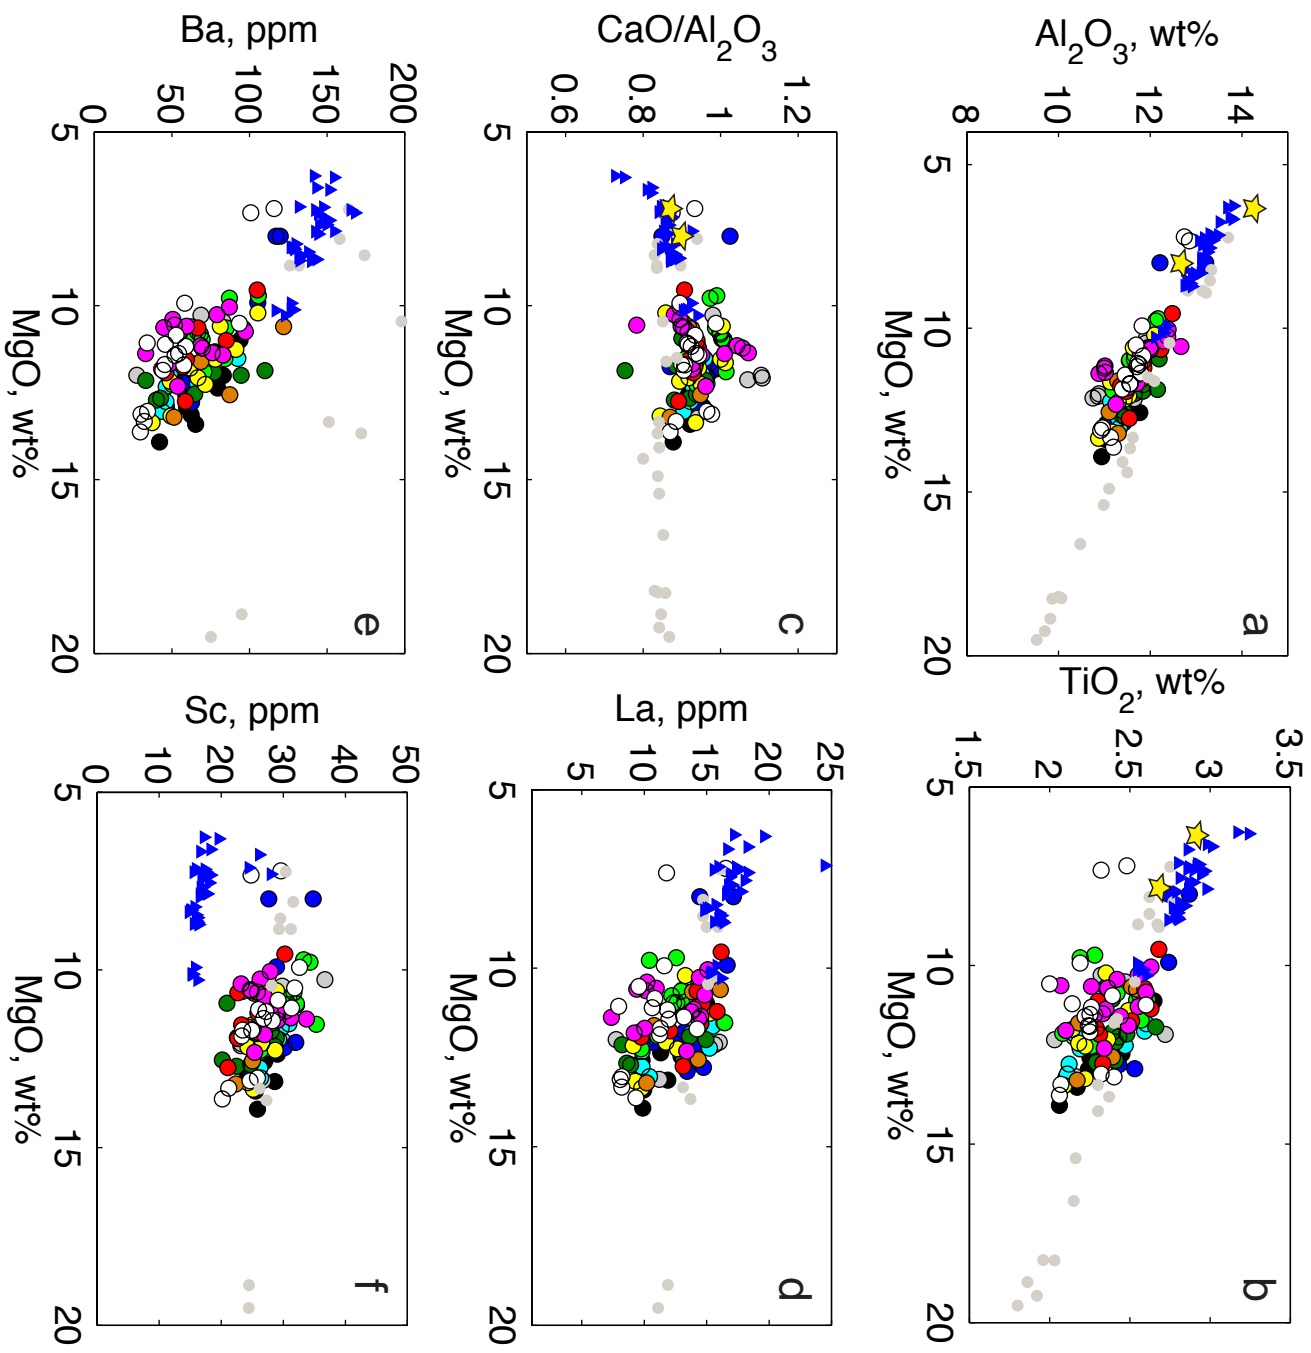 Al₂O₃, wt%
8
10
12
14
5
10
15
20
MgO, wt%
a
TiO₂, wt%
1.5
2
2.5
3
3.5
5
10
15
20
MgO, wt%
b
CaO/Al₂O₃
0.6
0.8
1
1.2
5
10
15
20
MgO, wt%
c
La, ppm
5
10
15
20
25
5
10
15
20
MgO, wt%
d
Ba, ppm
0
50
100
150
200
5
10
15
20
MgO, wt%
e
Sc, ppm
0
10
20
30
40
50
5
10
15
20
MgO, wt%
f